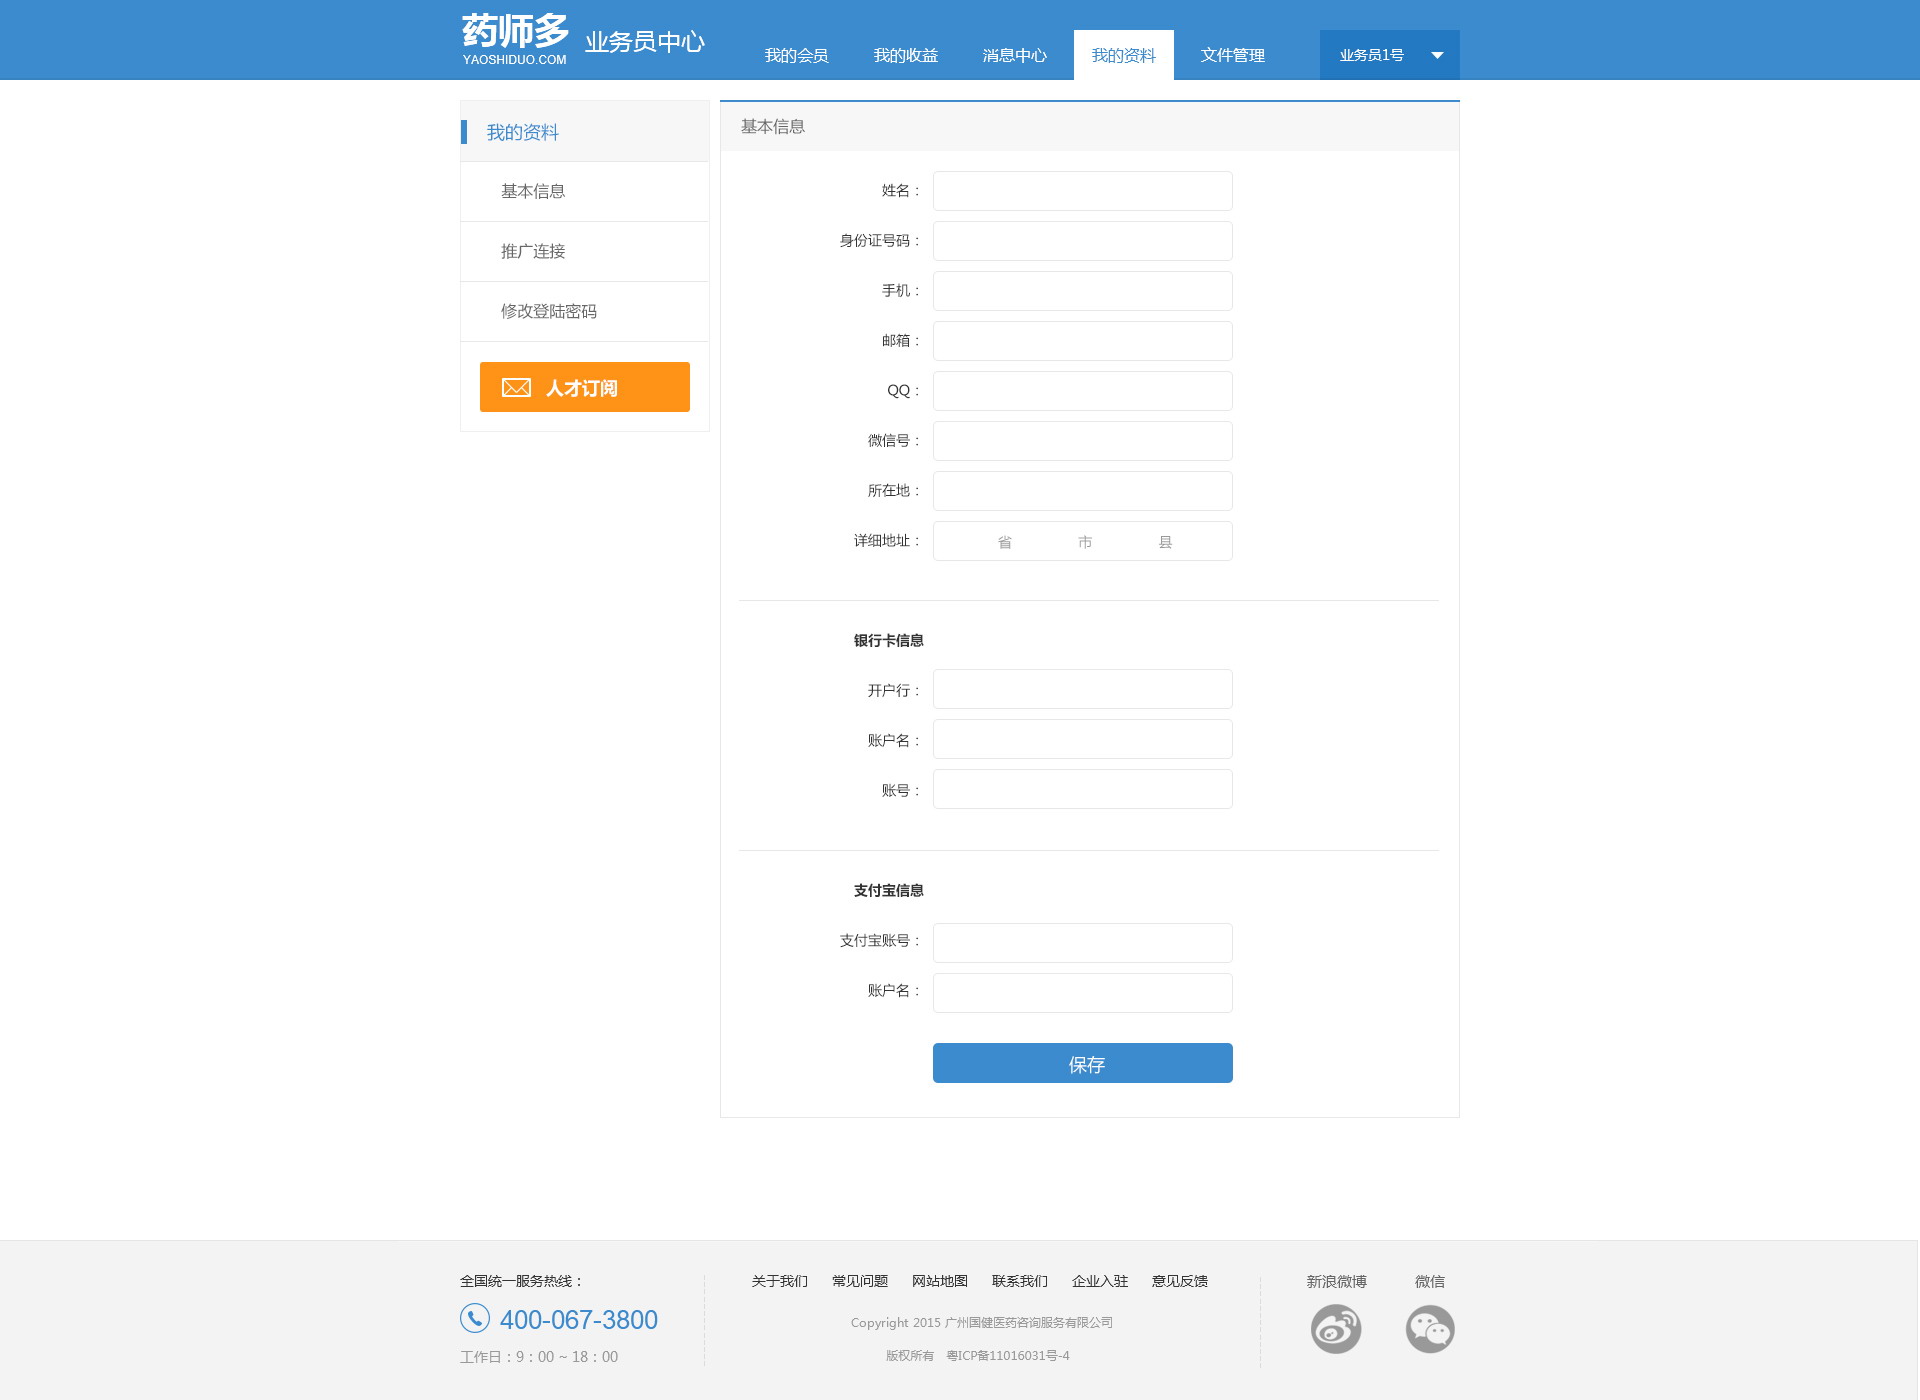 药师多
YAOSHIDUO.COM
业务员中心
我的会员 我的收益 消息中心 我的资料 文件管理 业务员1号
我的资料
基本信息
推广连接
修改登陆密码
人才订阅
基本信息
姓名：
身份证号码：
手机：
邮箱：
QQ：
微信号：
所在地：
详细地址： 省 市 县
银行卡信息
开户行：
账户名：
账号：
支付宝信息
支付宝账号：
账户名：
保存
全国统一服务热线：
400-067-3800
工作日：9：00 ~ 18：00
关于我们 常见问题 网站地图 联系我们 企业入驻 意见反馈
Copyright 2015 广州国健医药咨询服务有限公司
版权所有 粤ICP备11016031号-4
新浪微博 微信